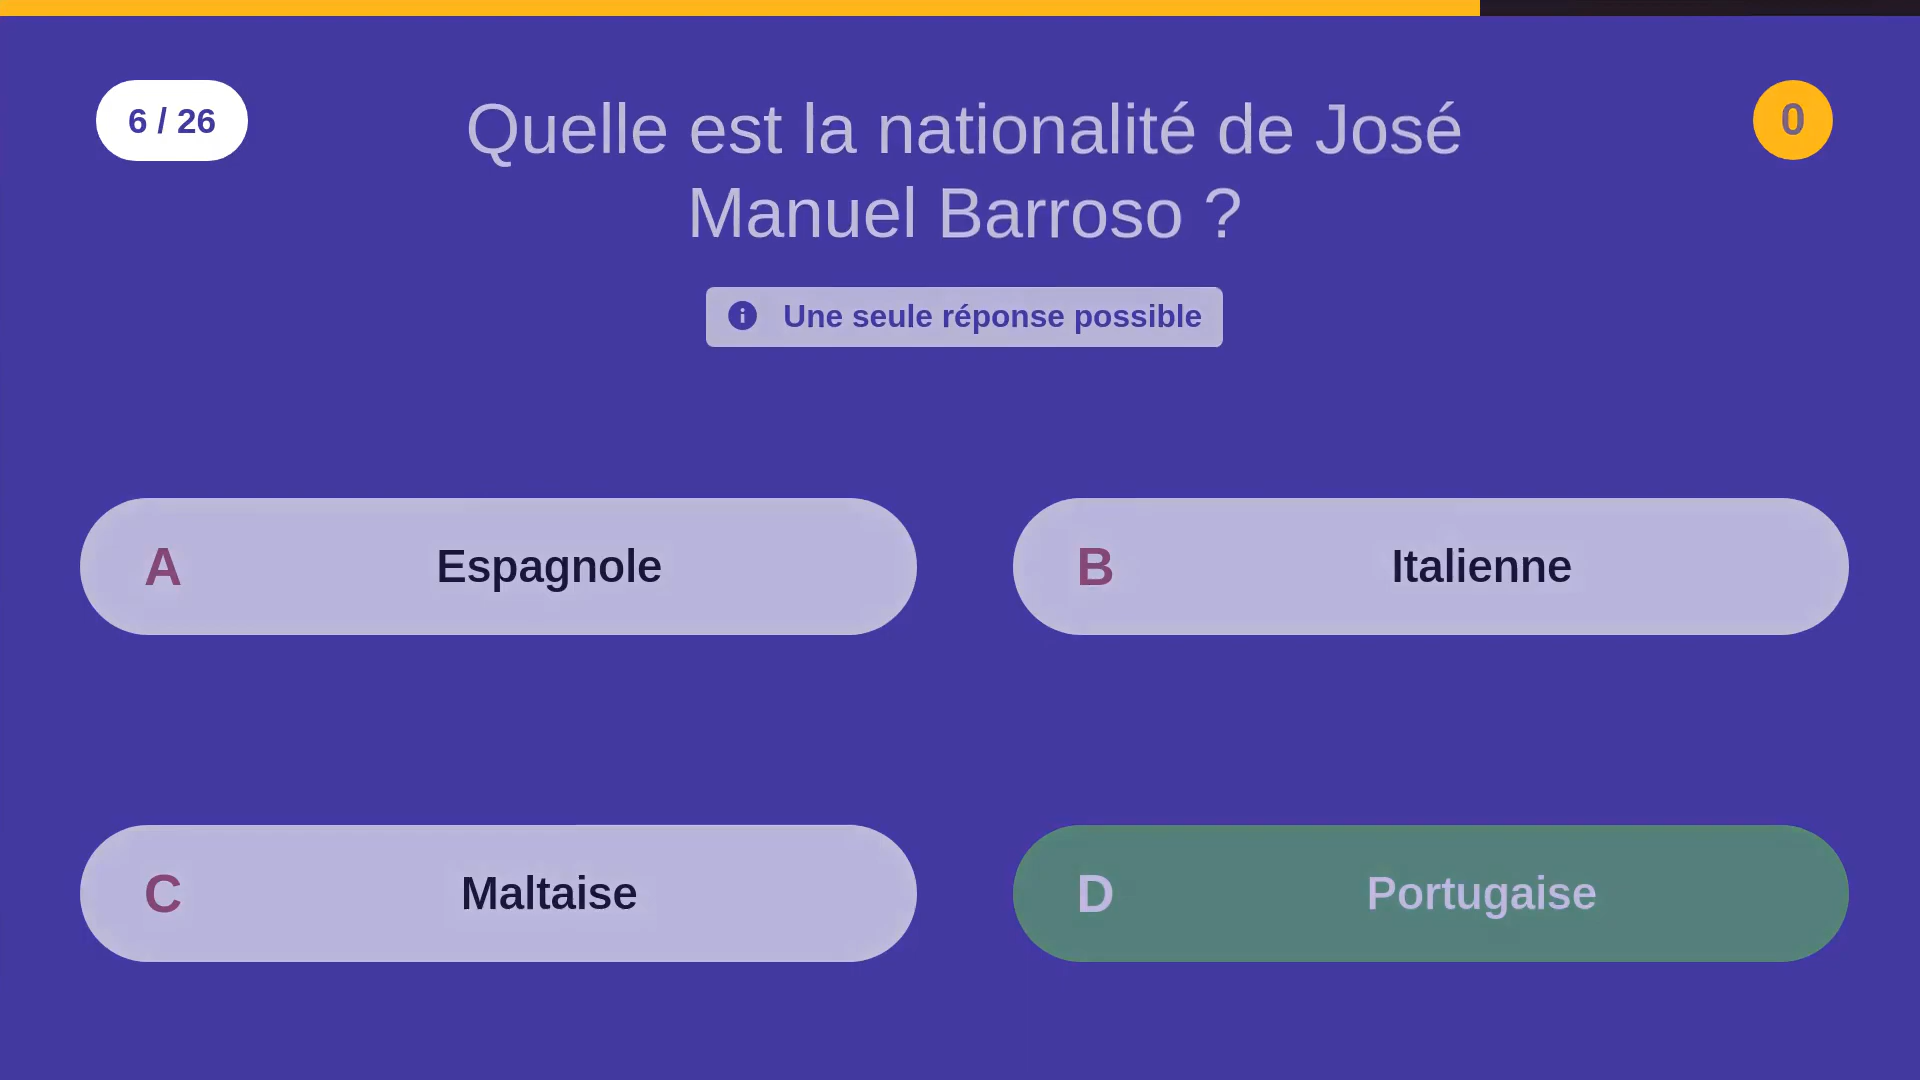 6 / 26
Quelle est la nationalité de José
Manuel Barroso ?
0
Une seule réponse possible
A Espagnole
B Italienne
C Maltaise
D Portugaise